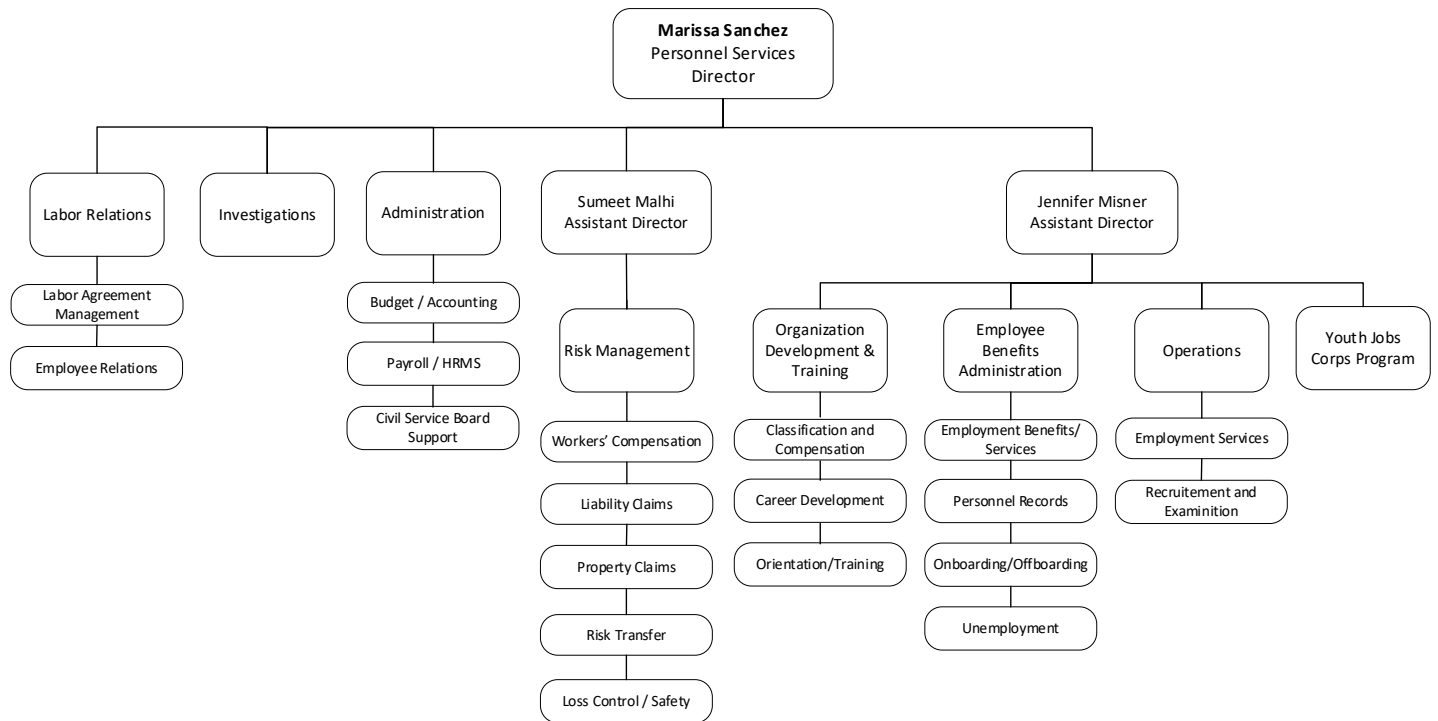 Marissa Sanchez
Personnel Services
Director
Labor Relations
Investigations
Administration
Sumeet Malhi
Assistant Director
Jennifer Misner
Assistant Director
Labor Agreement
Management
Employee Relations
Budget / Accounting
Payroll / HRMS
Civil Service Board
Support
Risk Management
Workers’ Compensation
Liability Claims
Property Claims
Risk Transfer
Loss Control / Safety
Organization
Development &
Training
Classification and
Compensation
Career Development
Orientation/Training
Employee
Benefits
Administration
Employment Benefits/
Services
Personnel Records
Onboarding/Offboarding
Unemployment
Operations
Employment Services
Recruitement and
Examinition
Youth Jobs
Corps Program